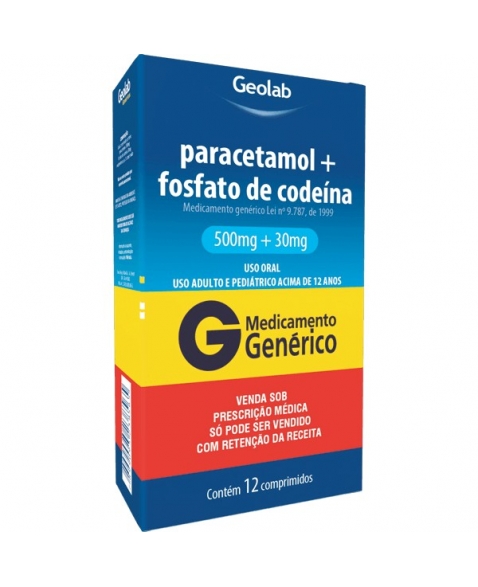 Geolab
paracetamol +
fosfato de codeína
Medicamento genérico Lei nº 9.787, de 1999
500mg + 30mg
USO ORAL
USO ADULTO E PEDIÁTRICO ACIMA DE 12 ANOS
G Medicamento
Genérico
VENDA SOB
PRESCRIÇÃO MÉDICA
SÓ PODE SER VENDIDO
COM RETENÇÃO DA RECEITA
Contém 12 comprimidos
Geolab